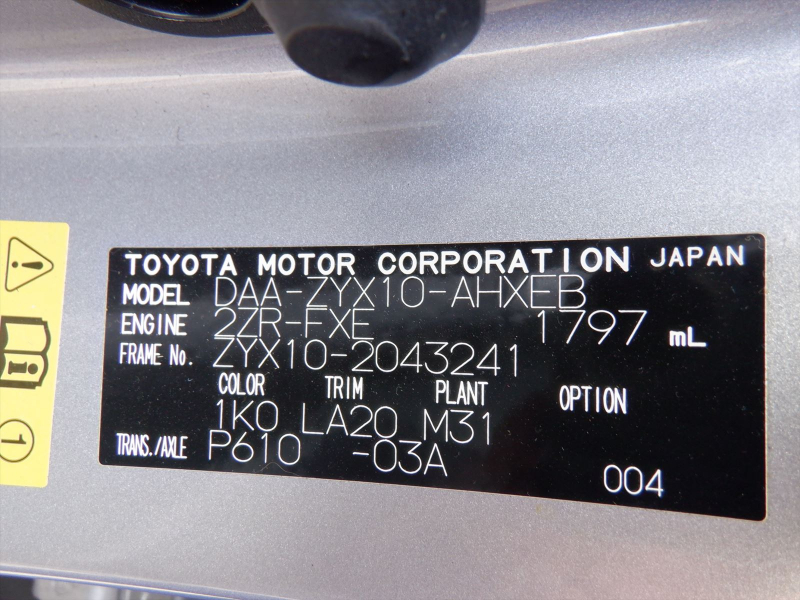 TOYOTA MOTOR CORPORATION JAPAN
MODEL DAA-ZYX10-AHXEB
ENGINE 2ZR-FXE 1797 mL
FRAME No. ZYX10-2043241
COLOR TRIM PLANT OPTION
1K0 LA20 M31
TRANS./AXLE P610 -03A
004
!
i
1